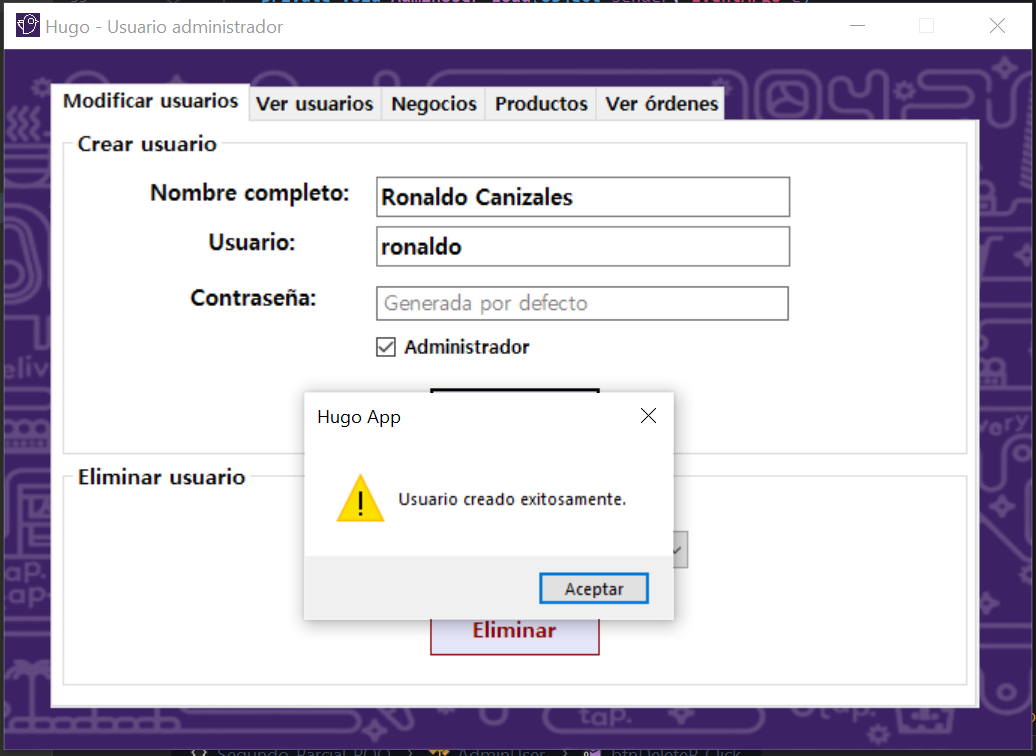 Hugo - Usuario administrador
Modificar usuarios
Ver usuarios
Negocios
Productos
Ver órdenes
Crear usuario
Nombre completo:
Ronaldo Canizales
Usuario:
ronaldo
Contraseña:
Generada por defecto
Administrador
Hugo App
Usuario creado exitosamente.
Aceptar
Eliminar usuario
Eliminar
tap.